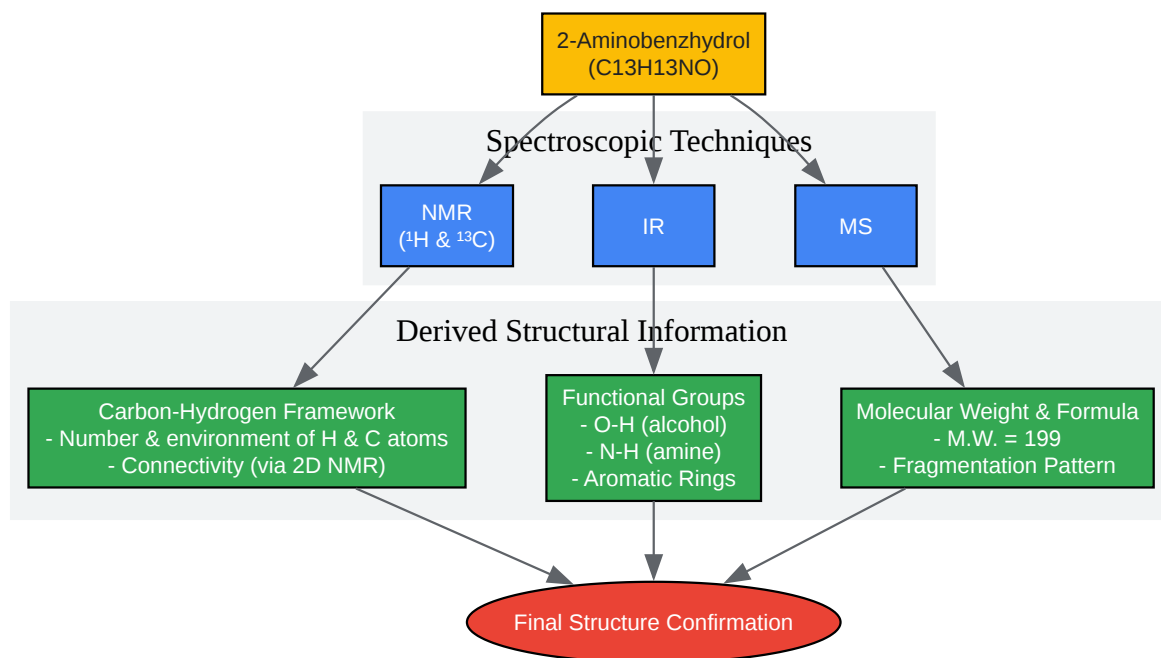 2-Aminobenzhydrol
(C13H13NO)
Spectroscopic Techniques
NMR
(¹H & ¹³C)
IR
MS
Derived Structural Information
Carbon-Hydrogen Framework
- Number & environment of H & C atoms
- Connectivity (via 2D NMR)
Functional Groups
- O-H (alcohol)
- N-H (amine)
- Aromatic Rings
Molecular Weight & Formula
- M.W. = 199
- Fragmentation Pattern
Final Structure Confirmation